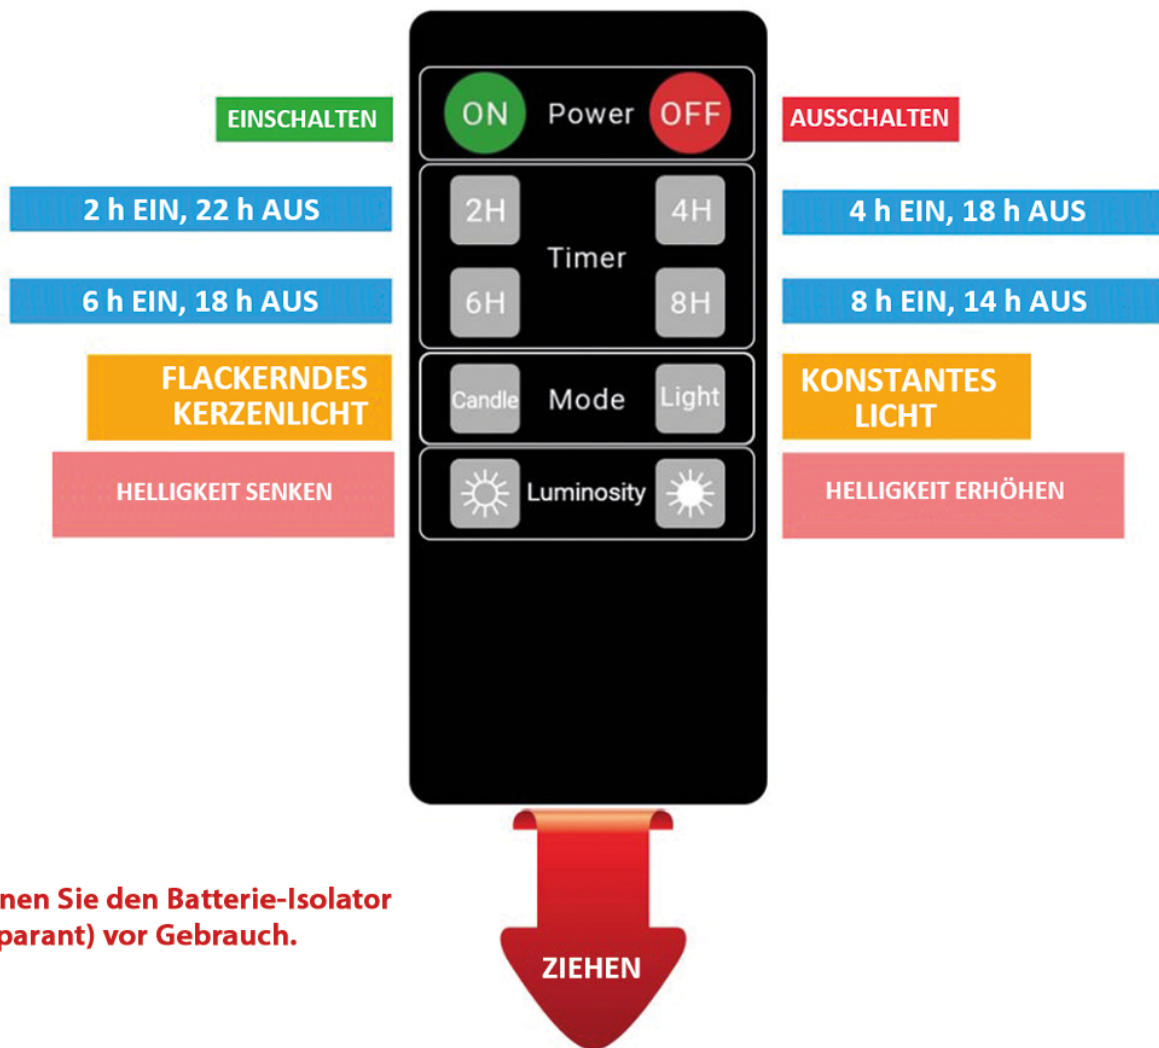 EINSCHALTEN
ON Power OFF
AUSSCHALTEN
2 h EIN, 22 h AUS
2H
4H
4 h EIN, 18 h AUS
Timer
6 h EIN, 18 h AUS
6H
8H
8 h EIN, 14 h AUS
FLACKERNDES
KERZENLICHT
Candle Mode Light
KONSTANTES
LICHT
HELLIGKEIT SENKEN
Luminosity
HELLIGKEIT ERHÖHEN
nen Sie den Batterie-Isolator
parant) vor Gebrauch.
ZIEHEN